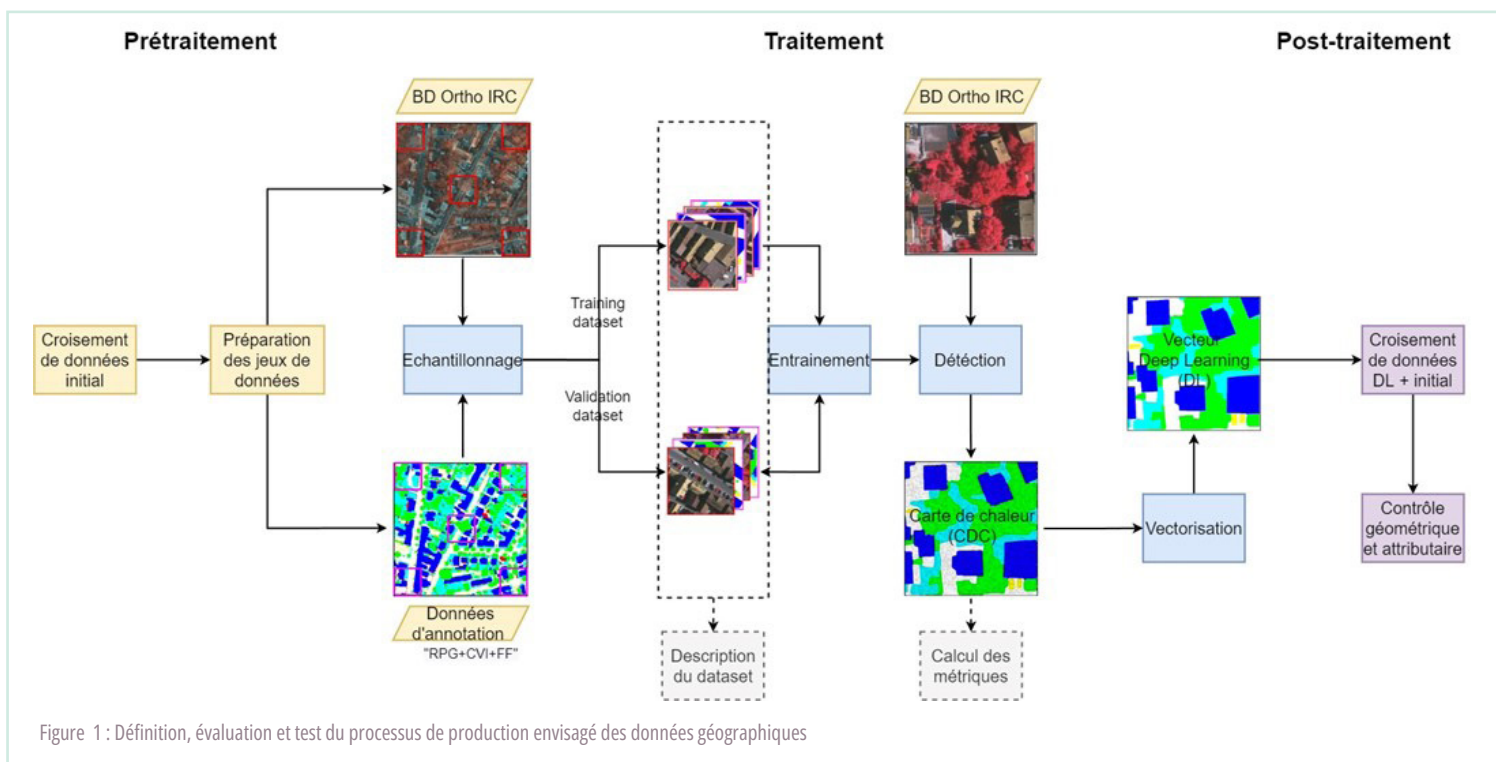 Prétraitement
Traitement
Post-traitement
BD Ortho IRC
BD Ortho IRC
Croisement
de données
initial
Préparation
des jeux de
données
Echantillonnage
Training
dataset
Validation
dataset
Entrainement
Détéction
Vecteur
Deep Learning
(DL)
Croisement
de données
DL + initial
Carte de chaleur
(CDC)
Vectorisation
Contrôle
géométrique
et attributaire
Données
d'annotation
"RPG+CVI+FF"
Description
du dataset
Calcul des
métriques
Figure 1 : Définition, évaluation et test du processus de production envisagé des données géographiques